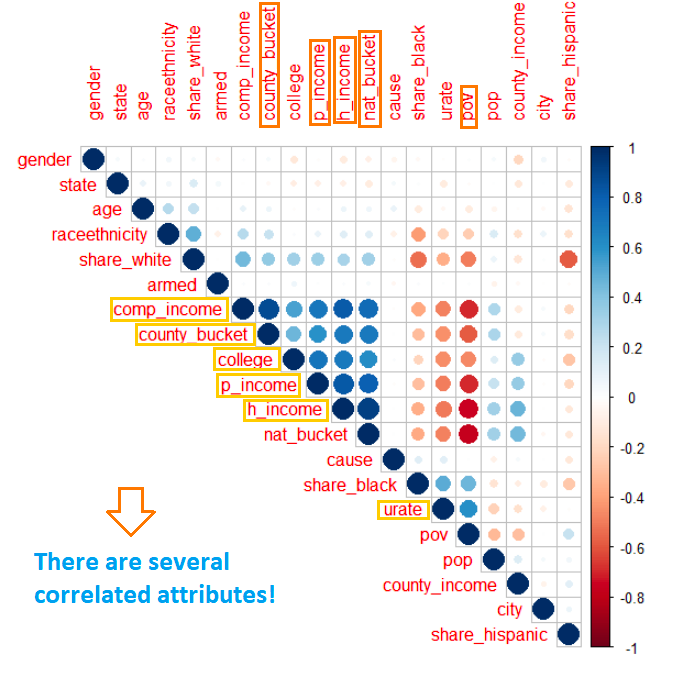 gender
state
age
raceethnicity
share_white
armed
comp_income
county_bucket
college
p_income
h_income
nat_bucket
cause
share_black
urate
pov
pop
county_income
city
share_hispanic
gender
state
age
raceethnicity
share_white
armed
comp_income
county_bucket
college
p_income
h_income
nat_bucket
cause
share_black
urate
pov
pop
county_income
city
share_hispanic
1
0.8
0.6
0.4
0.2
0
-0.2
-0.4
-0.6
-0.8
-1
There are several
correlated attributes!